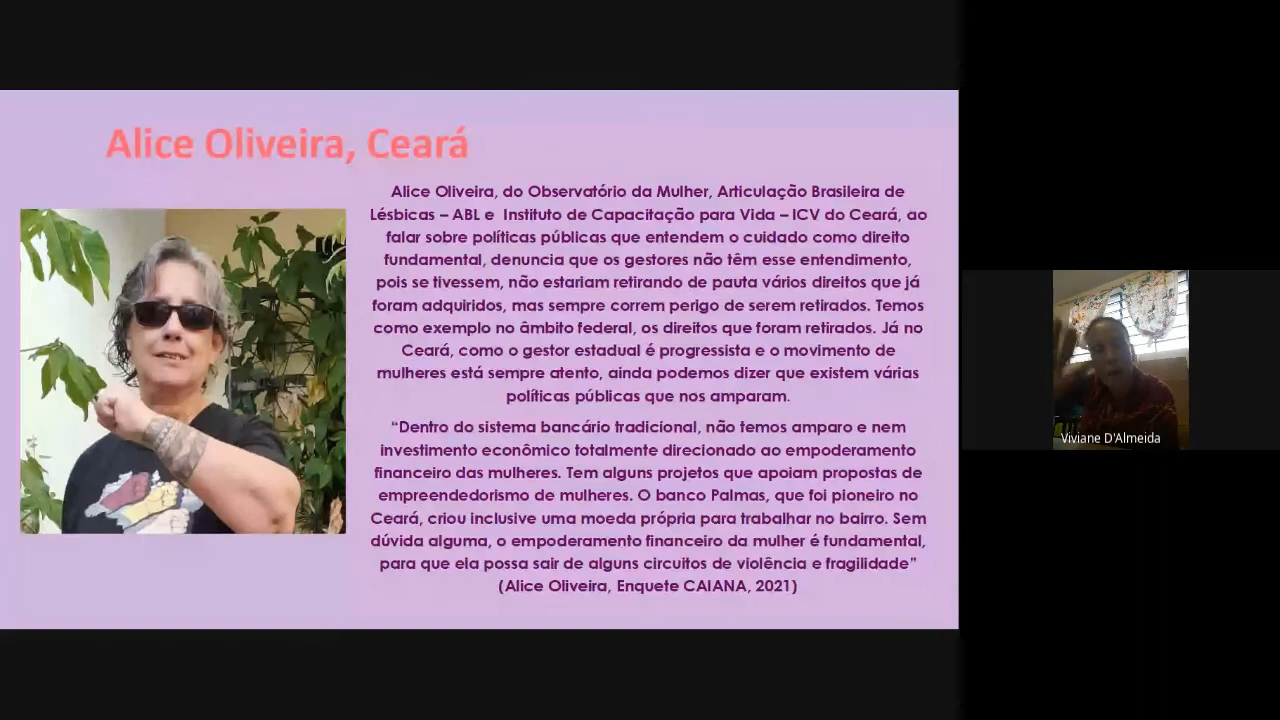 Alice Oliveira, Ceará
Alice Oliveira, do Observatório da Mulher, Articulação Brasileira de
Lésbicas – ABL e Instituto de Capacitação para Vida – ICV do Ceará, ao
falar sobre políticas públicas que entendem o cuidado como direito
fundamental, denuncia que os gestores não têm esse entendimento,
pois se tivessem, não estariam retirando de pauta vários direitos que já
foram adquiridos, mas sempre correm perigo de serem retirados. Temos
como exemplo no âmbito federal, os direitos que foram retirados. Já no
Ceará, como o gestor estadual é progressista e o movimento de
mulheres está sempre atento, ainda podemos dizer que existem várias
políticas públicas que nos amparam.
“Dentro do sistema bancário tradicional, não temos amparo e nem
investimento econômico totalmente direcionado ao empoderamento
financeiro das mulheres. Tem alguns projetos que apoiam propostas de
empreendedorismo de mulheres. O banco Palmas, que foi pioneiro no
Ceará, criou inclusive uma moeda própria para trabalhar no bairro. Sem
dúvida alguma, o empoderamento financeiro da mulher é fundamental,
para que ela possa sair de alguns circuitos de violência e fragilidade”
(Alice Oliveira, Enquete CAIANA, 2021)
Viviane D'Almeida